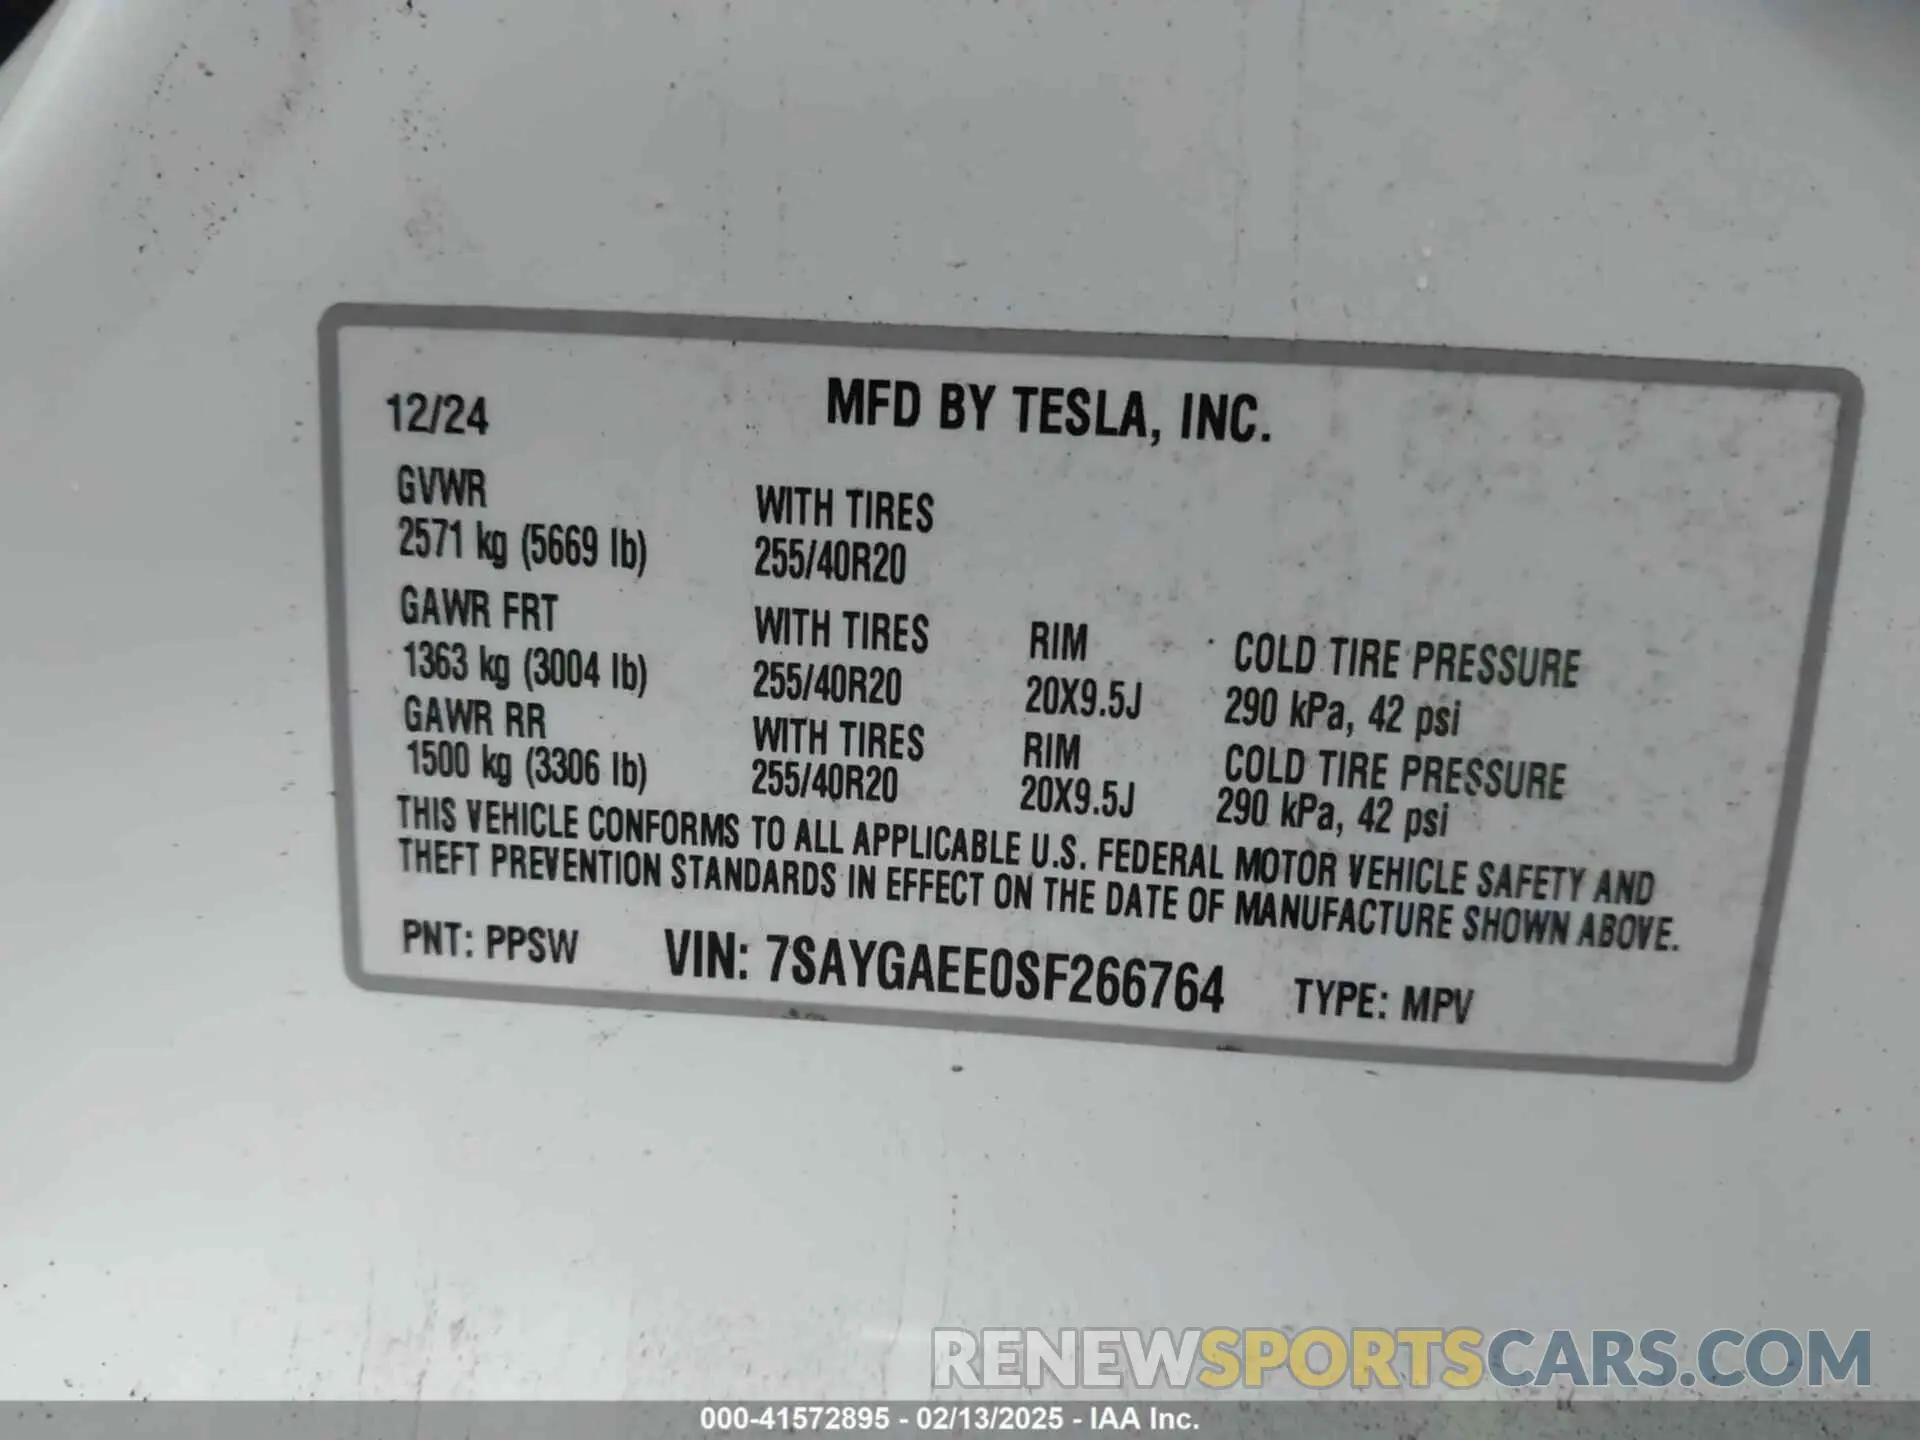 12/24 MFD BY TESLA, INC.
GVWR WITH TIRES
2571 kg (5669 lb) 255/40R20
GAWR FRT WITH TIRES RIM COLD TIRE PRESSURE
1363 kg (3004 lb) 255/40R20 20X9.5J 290 kPa, 42 psi
GAWR RR WITH TIRES RIM COLD TIRE PRESSURE
1500 kg (3306 lb) 255/40R20 20X9.5J 290 kPa, 42 psi
THIS VEHICLE CONFORMS TO ALL APPLICABLE U.S. FEDERAL MOTOR VEHICLE SAFETY AND
THEFT PREVENTION STANDARDS IN EFFECT ON THE DATE OF MANUFACTURE SHOWN ABOVE.
PNT: PPSW VIN: 7SAYGAEE0SF266764 TYPE: MPV
RENEWSPORTSCARS.COM
000-41572895 - 02/13/2025 - IAA Inc.